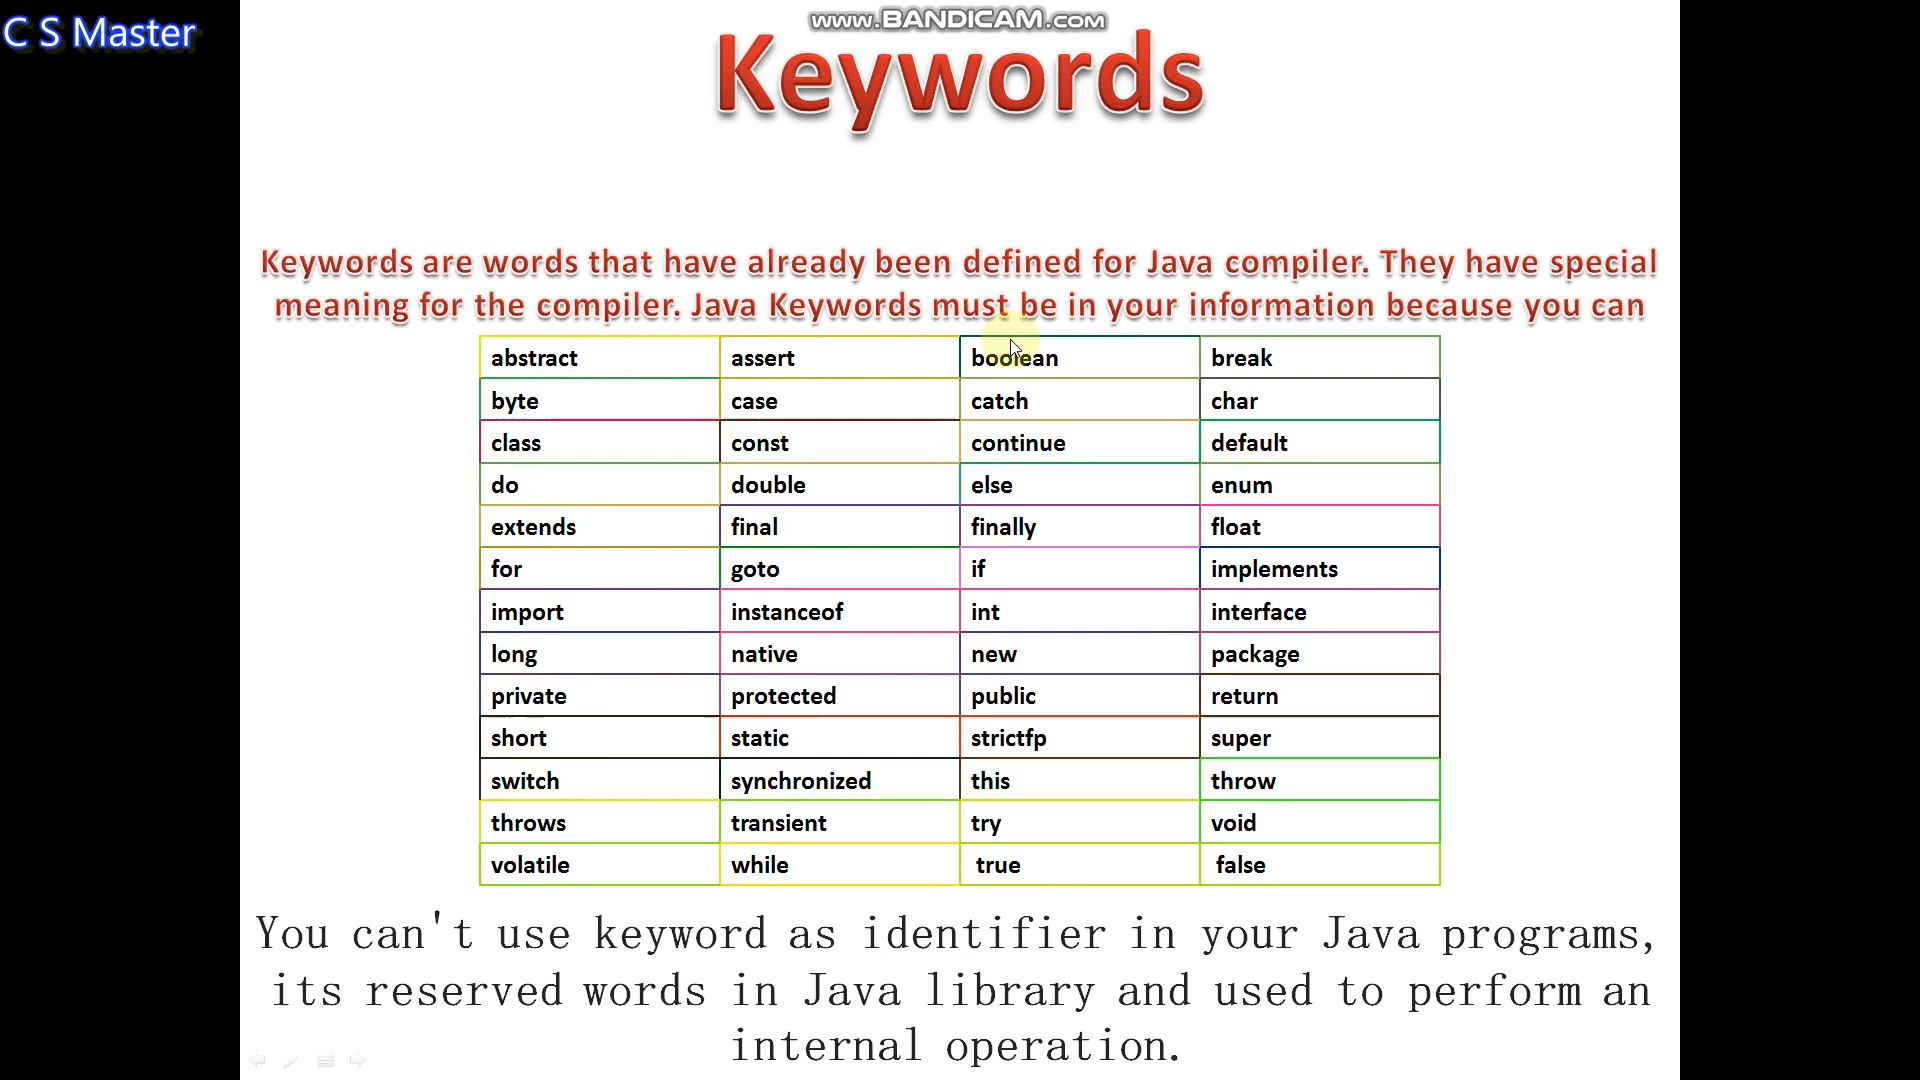 C S Master
www.BANDICAM.com
Keywords
Keywords are words that have already been defined for Java compiler. They have special
meaning for the compiler. Java Keywords must be in your information because you can
abstract assert boolean break
byte case catch char
class const continue default
do double else enum
extends final finally float
for goto if implements
import instanceof int interface
long native new package
private protected public return
short static strictfp super
switch synchronized this throw
throws transient try void
volatile while true false
You can't use keyword as identifier in your Java programs,
its reserved words in Java library and used to perform an
internal operation.